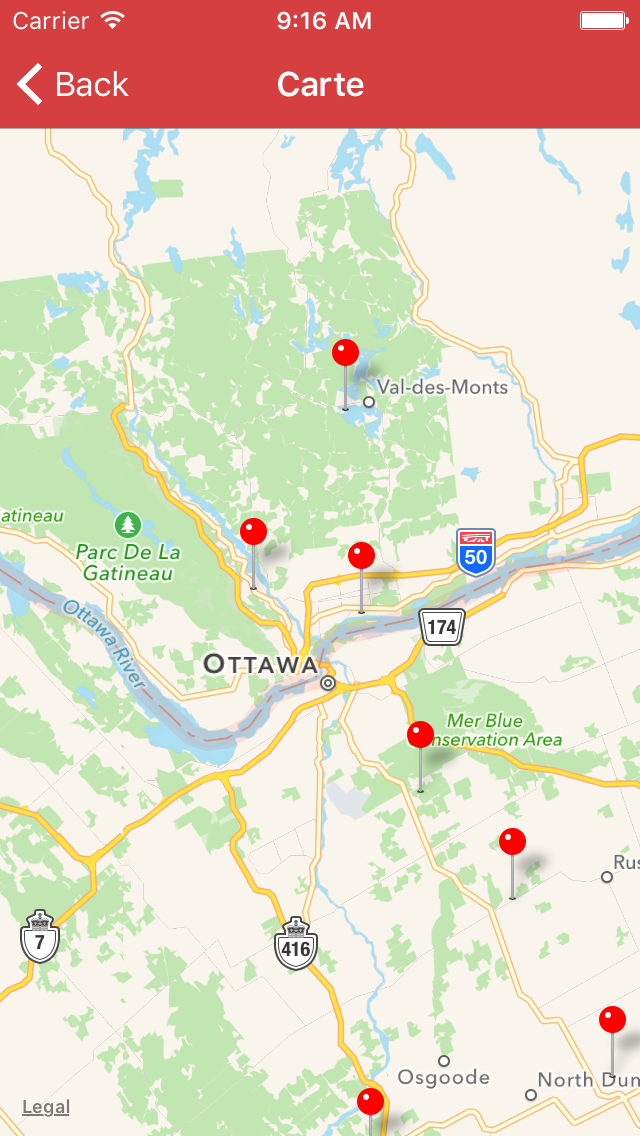 Carrier
9:16 AM
Back
Carte
Val-des-Monts
atineau
Parc De La
Gatineau
50
174
Ottawa River
OTTAWA
Mer Blue
nservation Area
Rus
7
416
Osgoode
North Dun
Legal